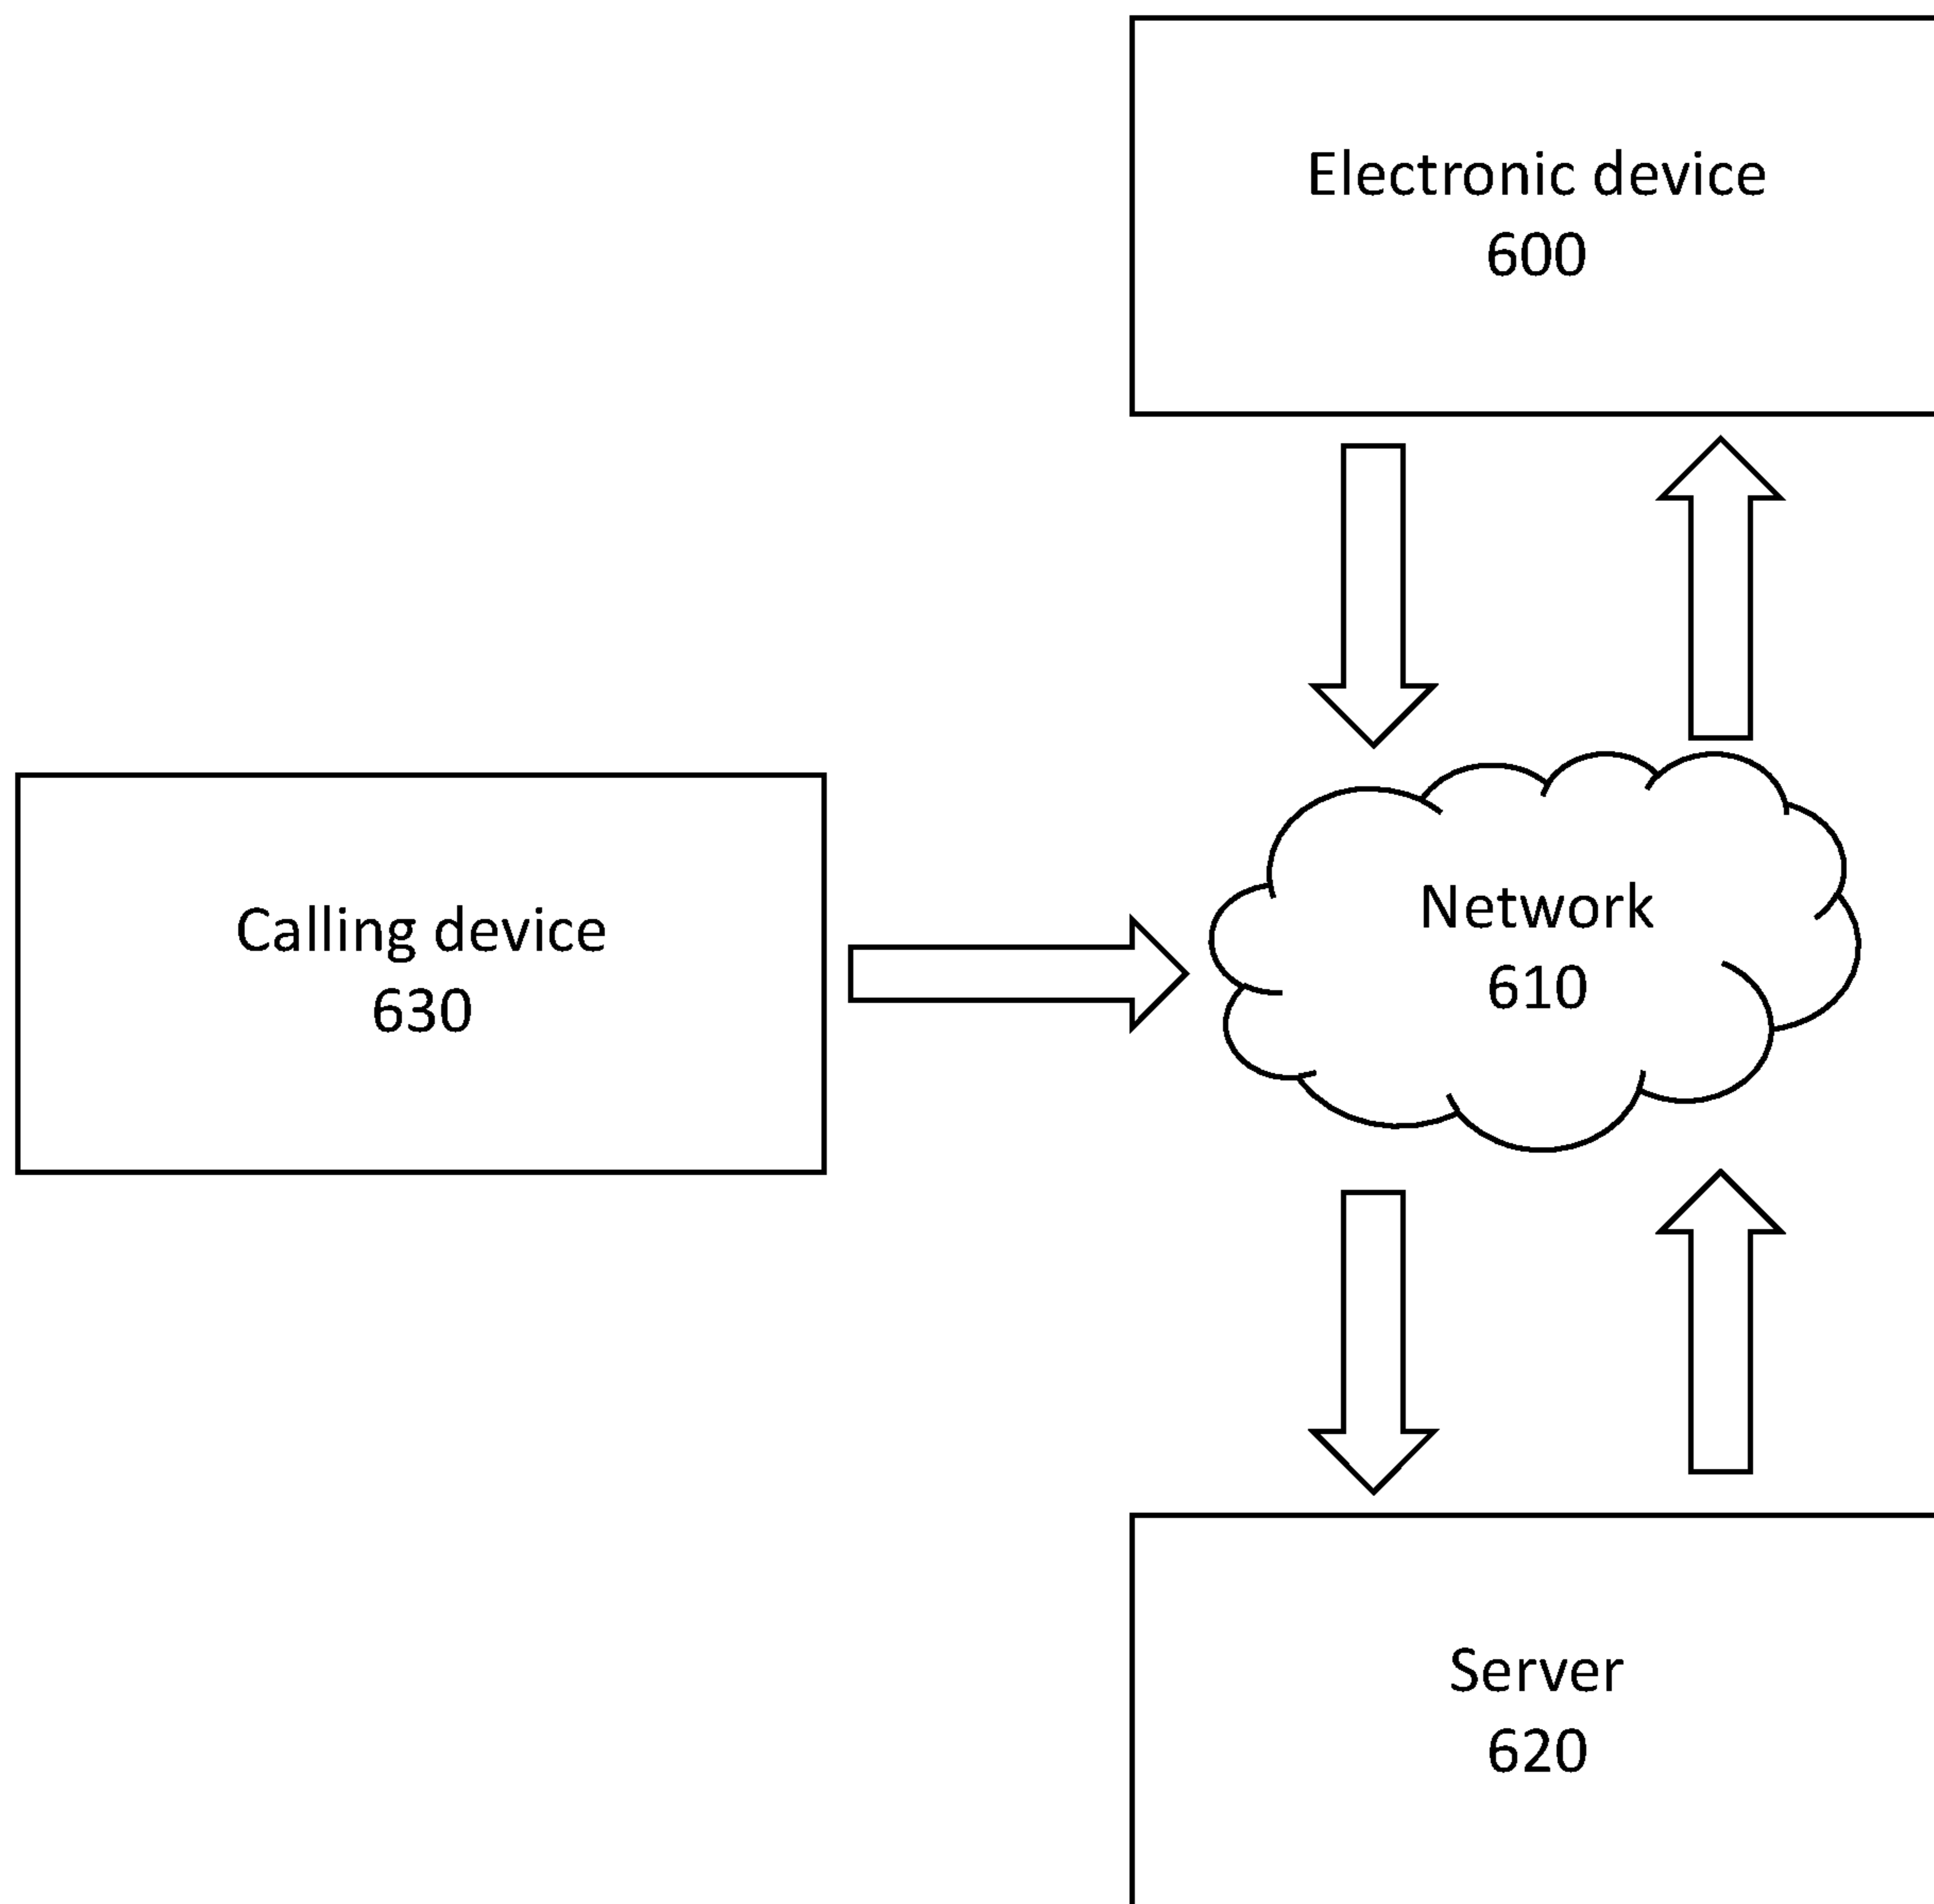 Electronic device
600
Calling device
630
Network
610
Server
620